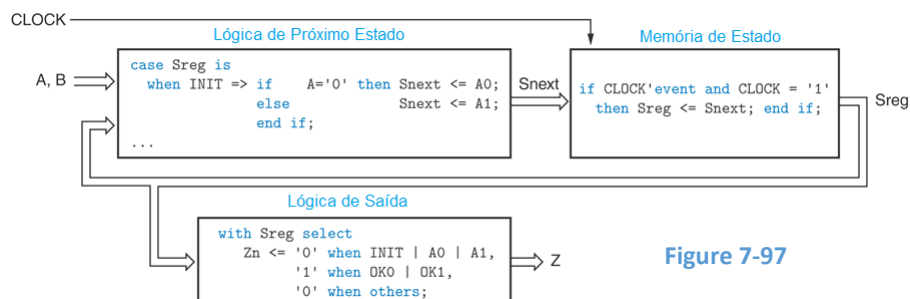 CLOCK
Lógica de Próximo Estado
Memória de Estado
A, B
case Sreg is
when INIT => if A='0' then Snext <= A0;
else Snext <= A1;
end if;
...
Snext
if CLOCK'event and CLOCK = '1'
then Sreg <= Snext; end if;
Sreg
Lógica de Saída
with Sreg select
Zn <= '0' when INIT | A0 | A1,
'1' when OK0 | OK1,
'0' when others;
Z
Figure 7-97